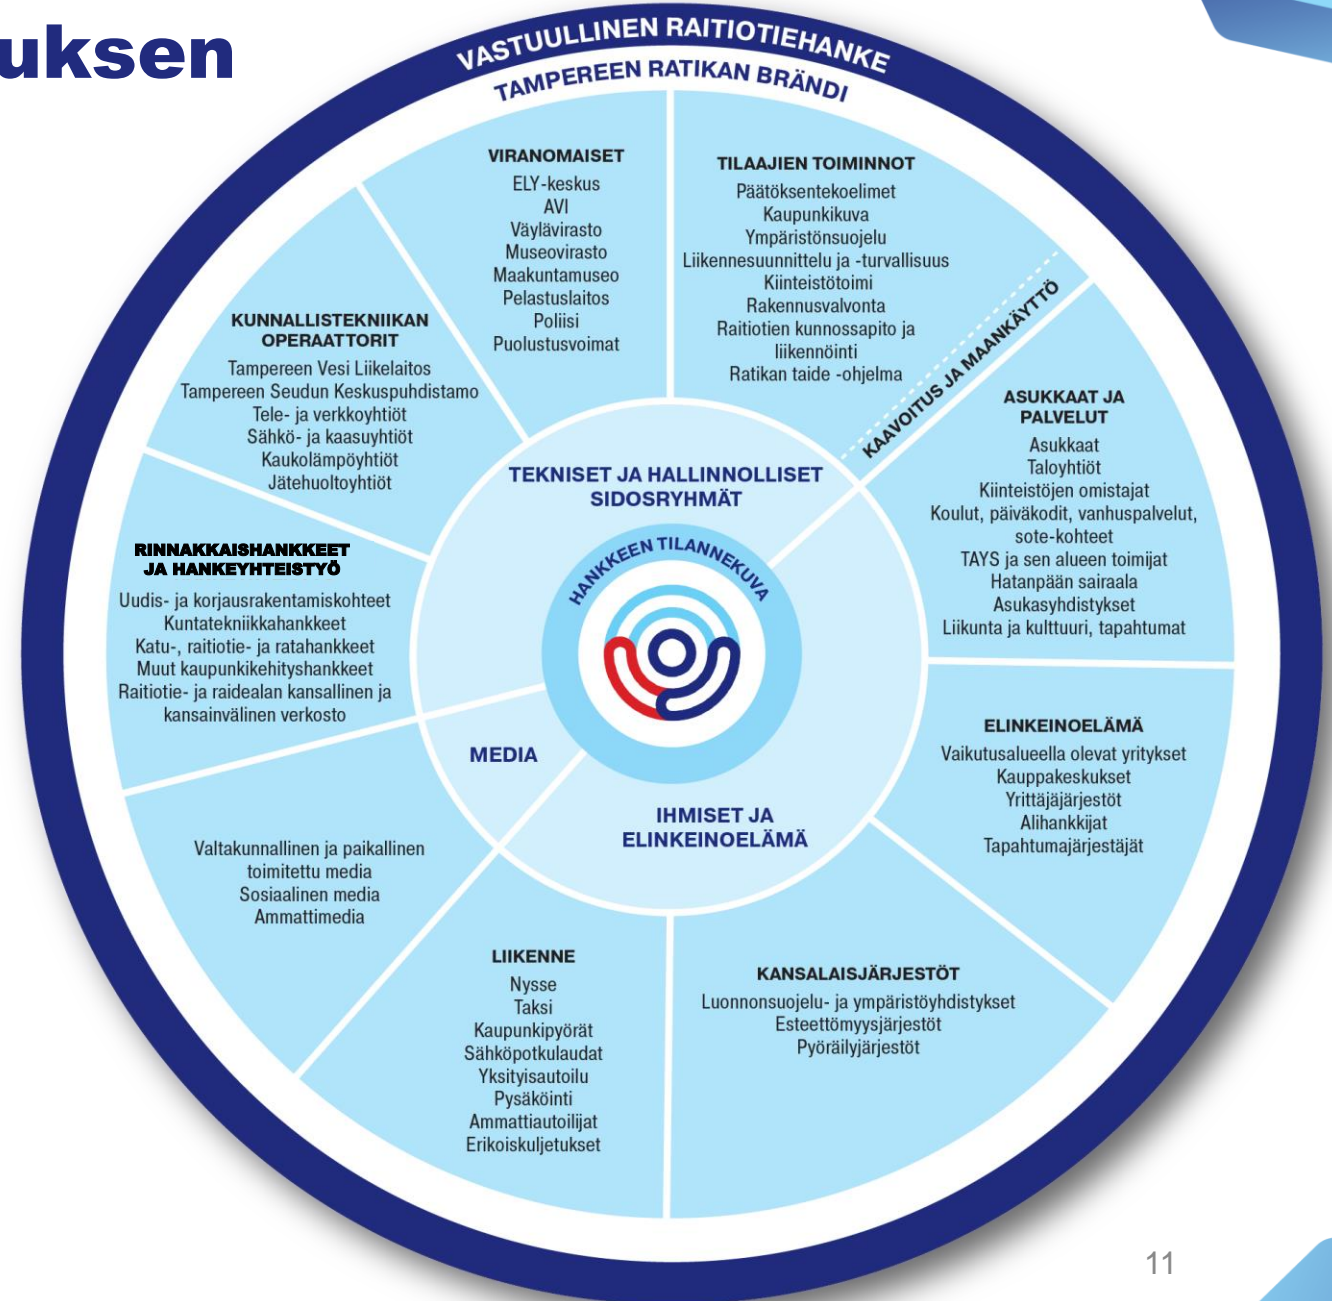 uksen
VASTUULLINEN RAITIOTIEHANKE
TAMPEREEN RATIKAN BRÄNDI
VIRANOMAISET
ELY-keskus
AVI
Väylävirasto
Museovirasto
Maakuntamuseo
Pelastuslaitos
Poliisi
Puolustusvoimat
TILAAJIEN TOIMINNOT
Päätöksentekoelimet
Kaupunkikuva
Ympäristönsuojelu
Liikennesuunnittelu ja -turvallisuus
Kiinteistötoimi
Rakennusvalvonta
Raitiotien kunnossapito ja
liikennöinti
Ratikan taide -ohjelma
KAAVOITUS JA MAANKÄYTTÖ
ASUKKAAT JA
PALVELUT
Asukkaat
Taloyhtiöt
Kiinteistöjen omistajat
Koulut, päiväkodit, vanhuspalvelut,
sote-kohteet
TAYS ja sen alueen toimijat
Hatanpään sairaala
Asukasyhdistykset
Liikunta ja kulttuuri, tapahtumat
ELINKEINOELÄMÄ
Vaikutusalueella olevat yritykset
Kauppakeskukset
Yrittäjäjärjestöt
Alihankkijat
Tapahtumajärjestäjät
KANSALAISJÄRJESTÖT
Luonnonsuojelu- ja ympäristöyhdistykset
Esteettömyysjärjestöt
Pyöräilyjärjestöt
LIIKENNE
Nysse
Taksi
Kaupunkipyörät
Sähköpotkulaudat
Yksityisautoilu
Pysäköinti
Ammattiautoilijat
Erikoiskuljetukset
Valtakunnallinen ja paikallinen
toimitettu media
Sosiaalinen media
Ammattimedia
RINNAKKAISHANKKEET
JA HANKEYHTEISTYÖ
Uudis- ja korjausrakentamiskohteet
Kuntatekniikkahankkeet
Katu-, raitiotie- ja ratahankkeet
Muut kaupunkikehityshankkeet
Raitiotie- ja raidealan kansallinen ja
kansainvälinen verkosto
KUNNALLISTEKNIIKAN
OPERAATTORIT
Tampereen Vesi Liikelaitos
Tampereen Seudun Keskuspuhdistamo
Tele- ja verkkoyhtiöt
Sähkö- ja kaasuyhtiöt
Kaukolämpöyhtiöt
Jätehuoltoyhtiöt
TEKNISET JA HALLINNOLLISET
SIDOSRYHMÄT
HANKKEEN TILANNEKUVA
MEDIA
IHMISET JA
ELINKEINOELÄMÄ
11